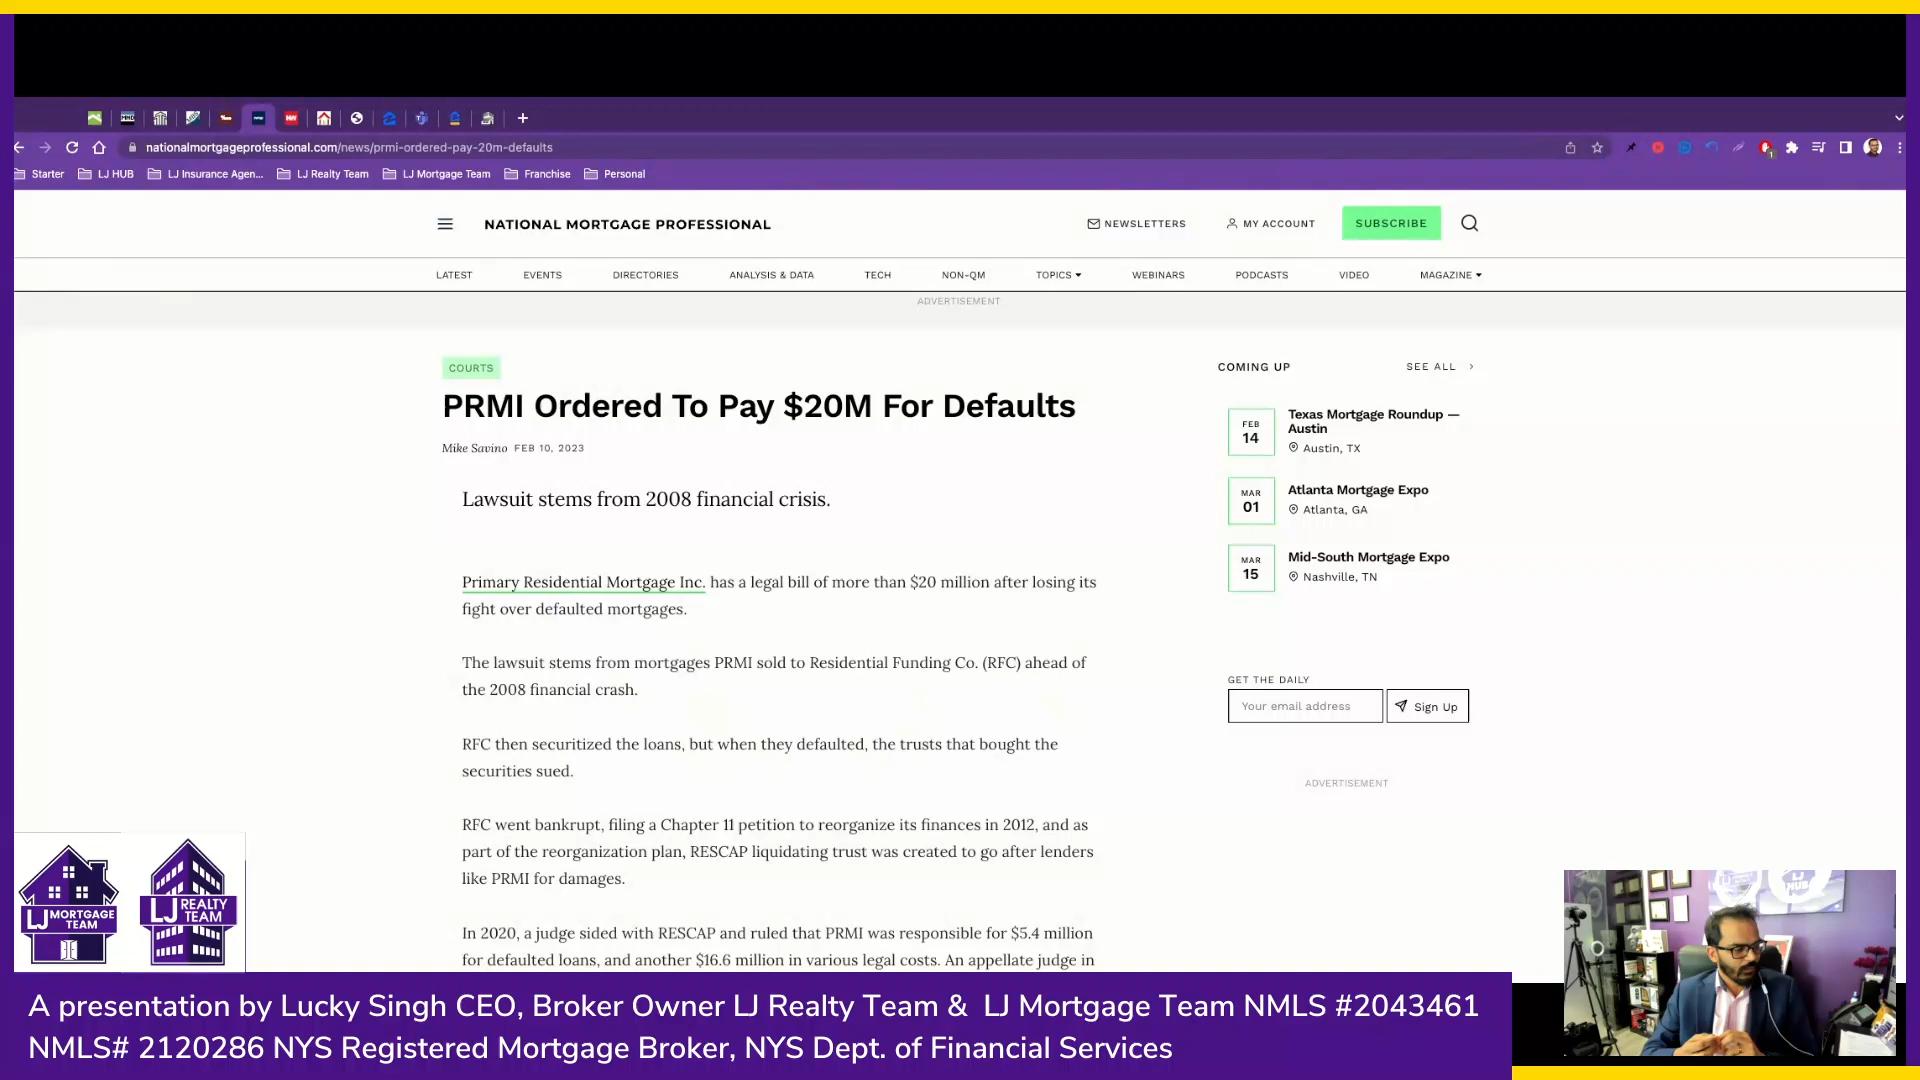 nationalmortgageprofessional.com/news/prmi-ordered-pay-20m-defaults
Starter LJ HUB LJ Insurance Agen... LJ Realty Team LJ Mortgage Team Franchise Personal
NATIONAL MORTGAGE PROFESSIONAL
NEWSLETTERS MY ACCOUNT SUBSCRIBE
LATEST EVENTS DIRECTORIES ANALYSIS & DATA TECH NON-QM TOPICS WEBINARS PODCASTS VIDEO MAGAZINE
ADVERTISEMENT
COURTS
PRMI Ordered To Pay $20M For Defaults
Mike Savino FEB 10, 2023
Lawsuit stems from 2008 financial crisis.
Primary Residential Mortgage Inc. has a legal bill of more than $20 million after losing its
fight over defaulted mortgages.
The lawsuit stems from mortgages PRMI sold to Residential Funding Co. (RFC) ahead of
the 2008 financial crash.
RFC then securitized the loans, but when they defaulted, the trusts that bought the
securities sued.
RFC went bankrupt, filing a Chapter 11 petition to reorganize its finances in 2012, and as
part of the reorganization plan, RESCAP liquidating trust was created to go after lenders
like PRMI for damages.
In 2020, a judge sided with RESCAP and ruled that PRMI was responsible for $5.4 million
for defaulted loans, and another $16.6 million in various legal costs. An appellate judge in
COMING UP SEE ALL
FEB
14
Texas Mortgage Roundup —
Austin
Austin, TX
MAR
01
Atlanta Mortgage Expo
Atlanta, GA
MAR
15
Mid-South Mortgage Expo
Nashville, TN
GET THE DAILY
Your email address Sign Up
ADVERTISEMENT
LJ MORTGAGE
TEAM
LJ REALTY
TEAM
A presentation by Lucky Singh CEO, Broker Owner LJ Realty Team & LJ Mortgage Team NMLS #2043461
NMLS# 2120286 NYS Registered Mortgage Broker, NYS Dept. of Financial Services